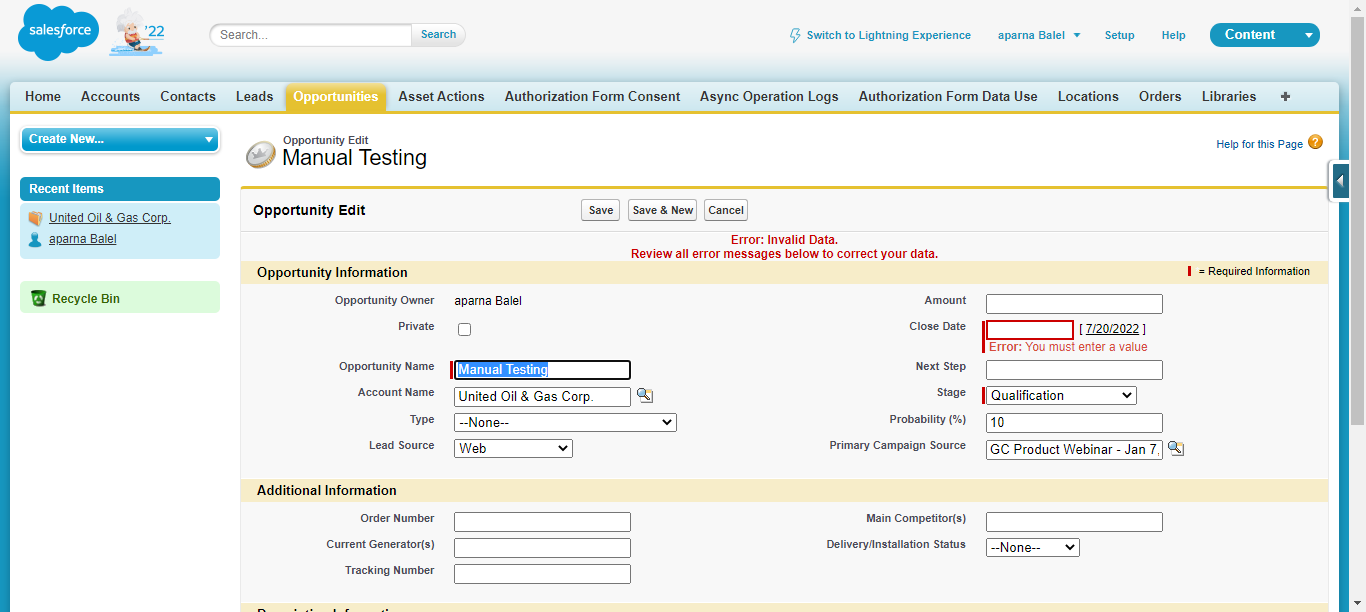 salesforce
'22
Search...
Search
Switch to Lightning Experience
aparna Balel
Setup
Help
Content
Home
Accounts
Contacts
Leads
Opportunities
Asset Actions
Authorization Form Consent
Async Operation Logs
Authorization Form Data Use
Locations
Orders
Libraries
+
Create New...
Recent Items
United Oil & Gas Corp.
aparna Balel
Recycle Bin
Opportunity Edit
Manual Testing
Help for this Page ?
Opportunity Edit
Save
Save & New
Cancel
Error: Invalid Data.
Review all error messages below to correct your data.
Opportunity Information
= Required Information
Opportunity Owner aparna Balel
Amount
Private
Close Date [ 7/20/2022 ]
Error: You must enter a value
Opportunity Name Manual Testing
Next Step
Account Name United Oil & Gas Corp.
Stage Qualification
Type --None--
Probability (%) 10
Lead Source Web
Primary Campaign Source GC Product Webinar - Jan 7,
Additional Information
Order Number
Main Competitor(s)
Current Generator(s)
Delivery/Installation Status --None--
Tracking Number